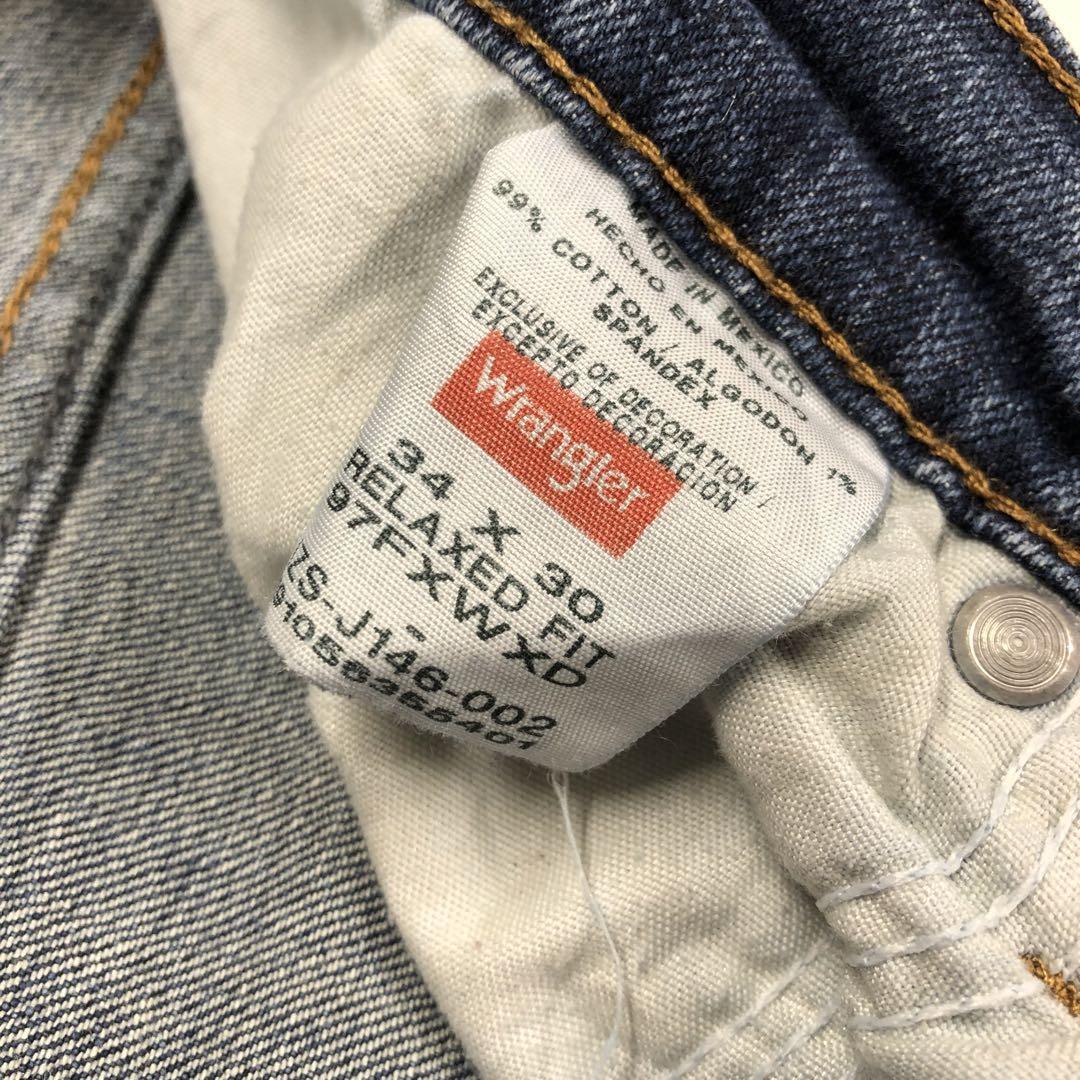 MADE IN MEXICO
HECHO EN MEXICO
99% COTTON / ALGODON 1%
SPANDEX
EXCLUSIVE OF DECORATION /
EXCEPTO DECORACION
Wrangler
34 X 30
RELAXED FIT
97FXWXD
-
ZS-J146-002